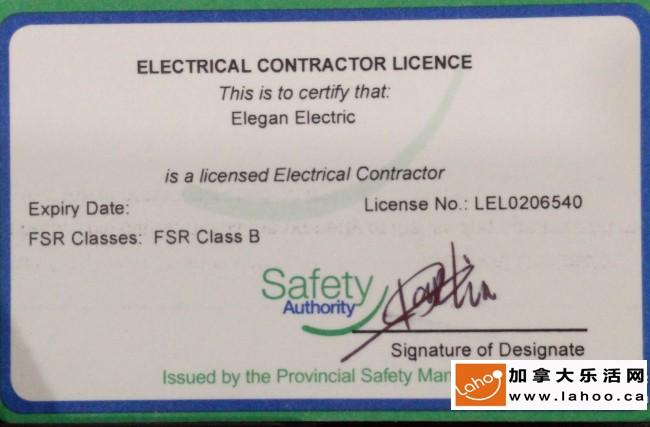 ELECTRICAL CONTRACTOR LICENCE
This is to certify that:
Elegan Electric
is a licensed Electrical Contractor
Expiry Date:
License No.: LEL0206540
FSR Classes: FSR Class B
Safety
Authority
Signature of Designate
Issued by the Provincial Safety
Lahoo
加拿大乐活网
www.lahoo.ca